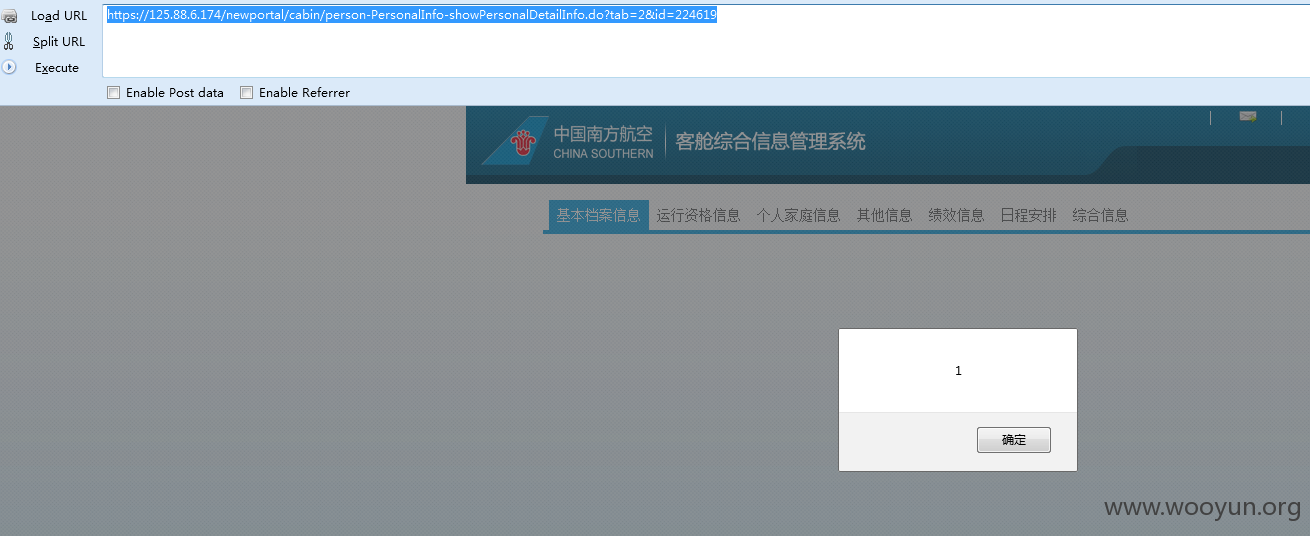 Load URL
https://125.88.6.174/newportal/cabin/person-PersonalInfo-showPersonalDetailInfo.do?tab=2&id=224619
Split URL
Execute
Enable Post data Enable Referrer
中国南方航空
CHINA SOUTHERN
客舱综合信息管理系统
基本档案信息 运行资格信息 个人家庭信息 其他信息 绩效信息 日程安排 综合信息
1
确定
www.wooyun.org